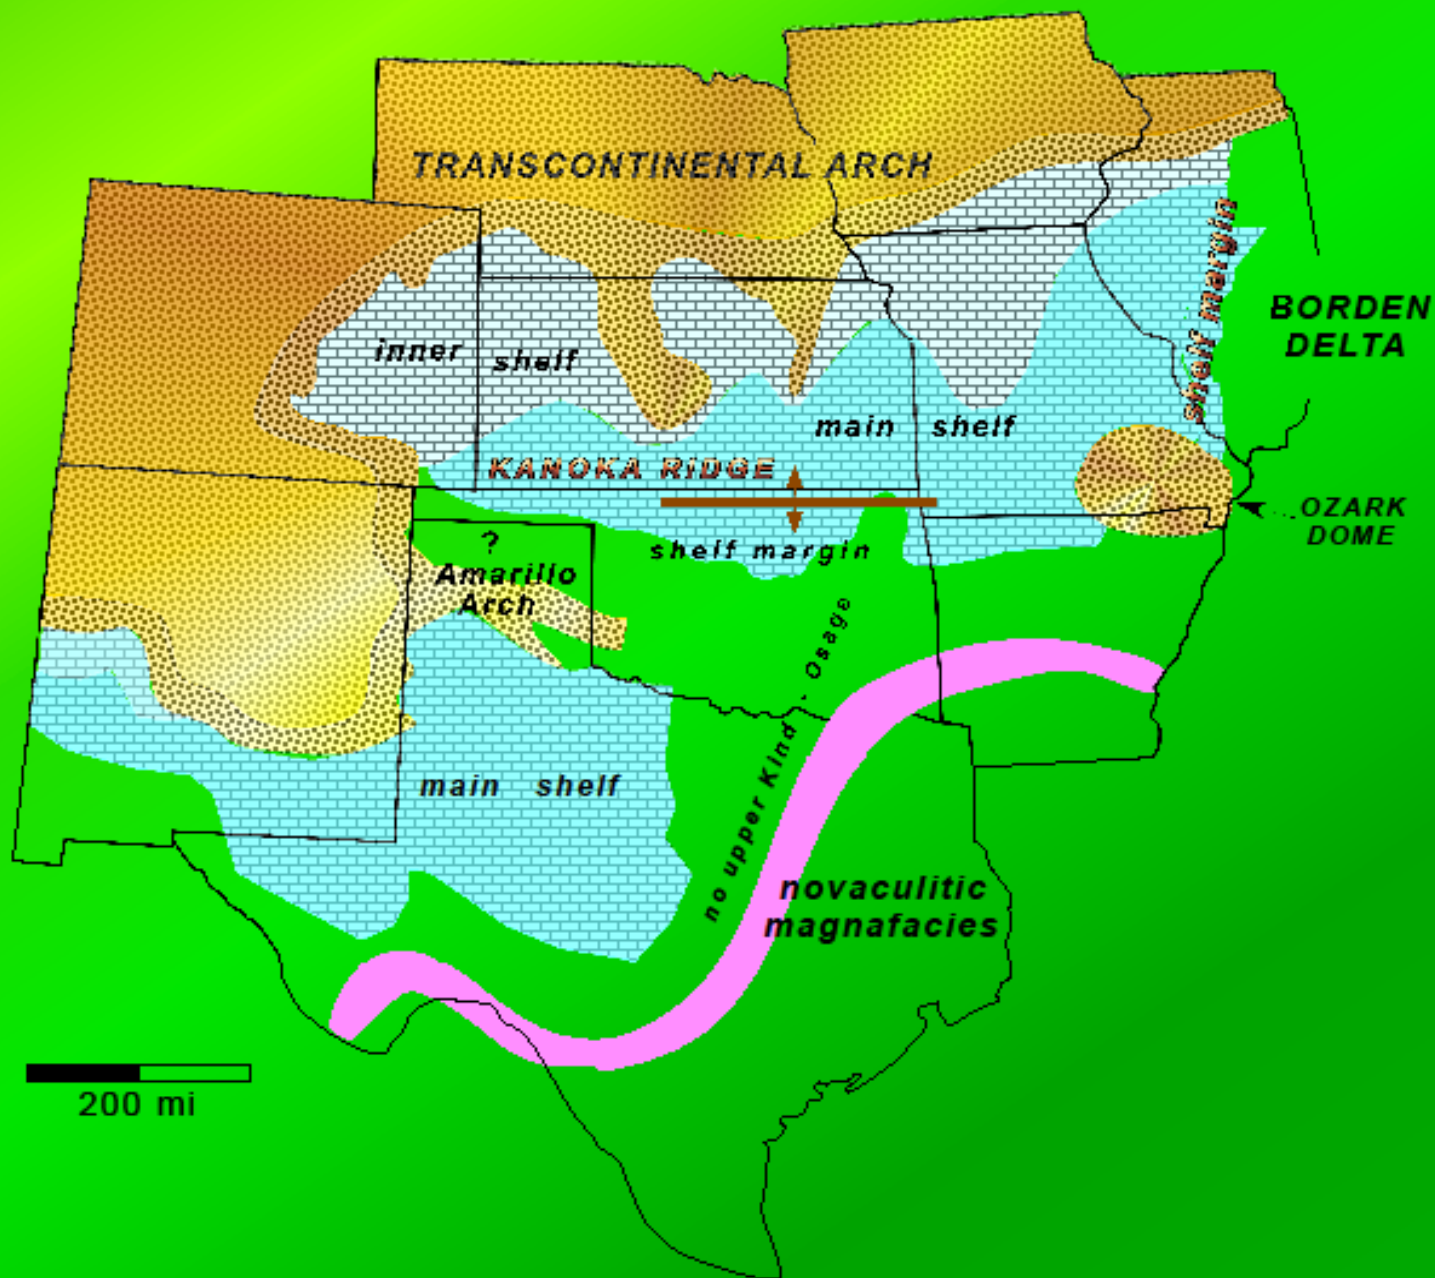 TRANSCONTINENTAL ARCH
shelf margin
BORDEN
DELTA
inner shelf
main shelf
KANOKA RIDGE
OZARK
DOME
shelf margin
?
Amarillo
Arch
no upper Kind - Osage
main shelf
novaculitic
magnafacies
200 mi